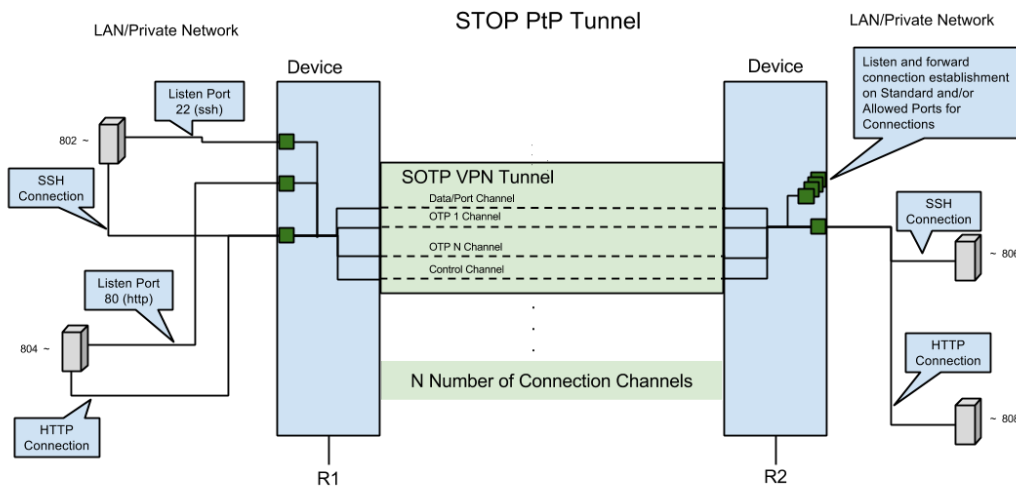 STOP PtP Tunnel
LAN/Private Network
LAN/Private Network
Device
Device
Listen Port
22 (ssh)
Listen and forward
connection establishment
on Standard and/or
Allowed Ports for
Connections
802 ~
SOTP VPN Tunnel
SSH
Connection
Data/Port Channel
OTP 1 Channel
SSH
Connection
OTP N Channel
~ 806
Control Channel
Listen Port
80 (http)
804 ~
HTTP
Connection
N Number of Connection Channels
~ 808
HTTP
Connection
R1
R2